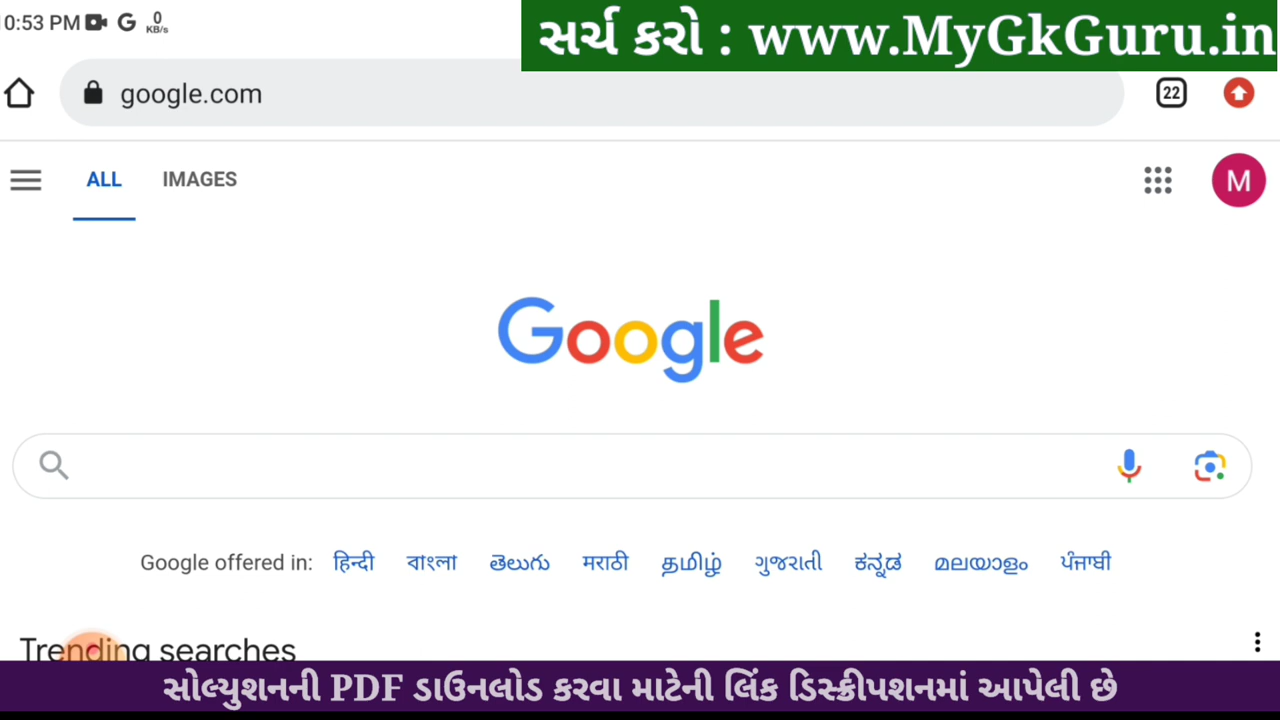 0:53 PM G 0 KB/s
સર્ચ કરો : www.MyGkGuru.in
google.com
22
ALL IMAGES
M
Google
Google offered in: हिन्दी বাংলা తెలుగు मराठी தமிழ் ગુજરાતી ಕನ್ನಡ മലയാളം ਪੰਜਾਬੀ
Trending searches
સોલ્યુશનની PDF ડાઉનલોડ કરવા માટેની લિંક ડિસ્ક્રીપશનમાં આપેલી છે